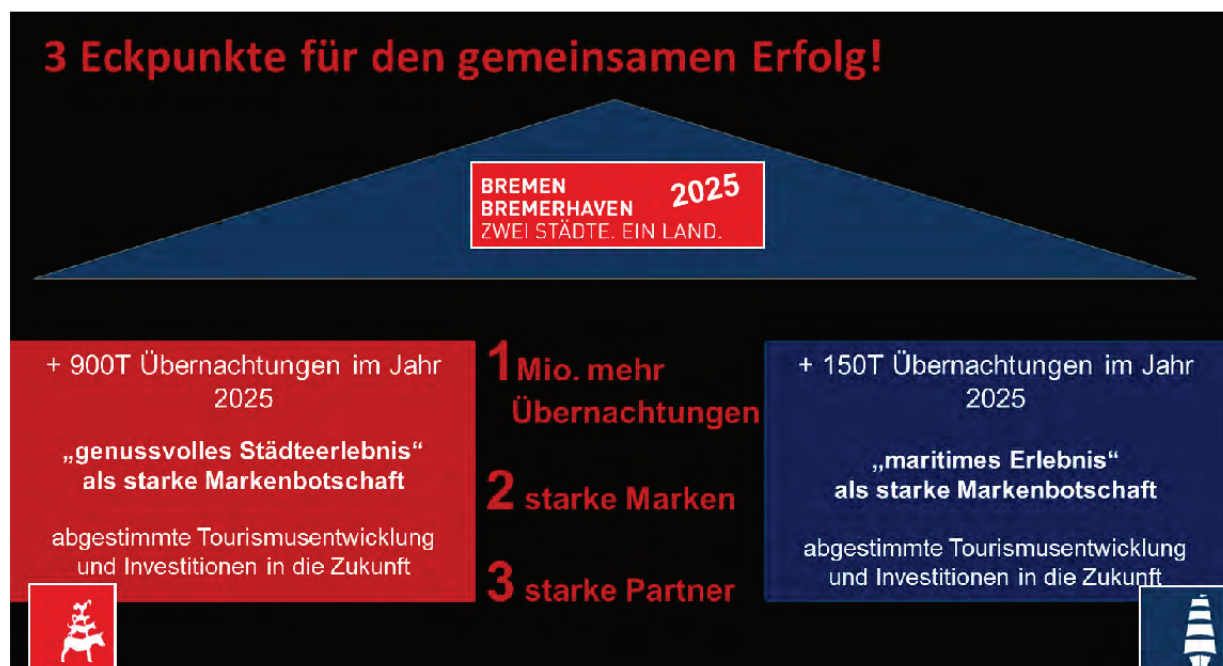 3 Eckpunkte für den gemeinsamen Erfolg!
BREMEN
BREMERHAVEN 2025
ZWEI STÄDTE. EIN LAND.
+ 900T Übernachtungen im Jahr
2025
„genussvolles Städteerlebnis“
als starke Markenbotschaft
abgestimmte Tourismusentwicklung
und Investitionen in die Zukunft
1 Mio. mehr
Übernachtungen
2 starke Marken
3 starke Partner
+ 150T Übernachtungen im Jahr
2025
„maritimes Erlebnis“
als starke Markenbotschaft
abgestimmte Tourismusentwicklung
und Investitionen in die Zukunft